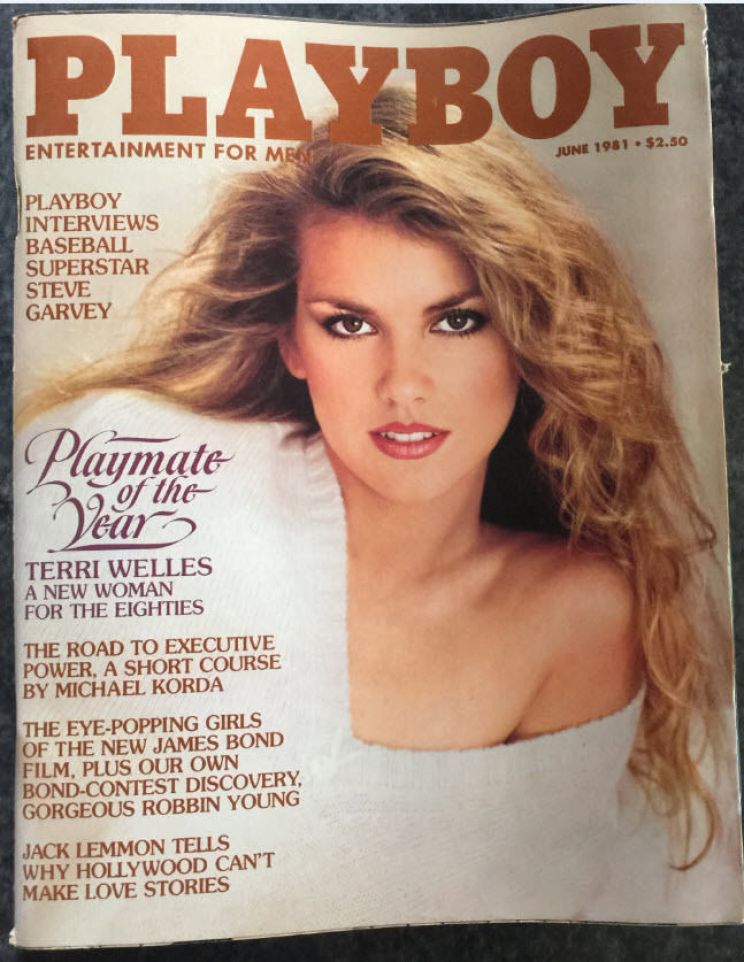 PLAYBOY
ENTERTAINMENT FOR MEN
JUNE 1981 • $2.50
PLAYBOY
INTERVIEWS
BASEBALL
SUPERSTAR
STEVE
GARVEY
Playmate
of the
Year
TERRI WELLES
A NEW WOMAN
FOR THE EIGHTIES
THE ROAD TO EXECUTIVE
POWER, A SHORT COURSE
BY MICHAEL KORDA
THE EYE-POPPING GIRLS
OF THE NEW JAMES BOND
FILM, PLUS OUR OWN
BOND-CONTEST DISCOVERY,
GORGEOUS ROBBIN YOUNG
JACK LEMMON TELLS
WHY HOLLYWOOD CAN'T
MAKE LOVE STORIES